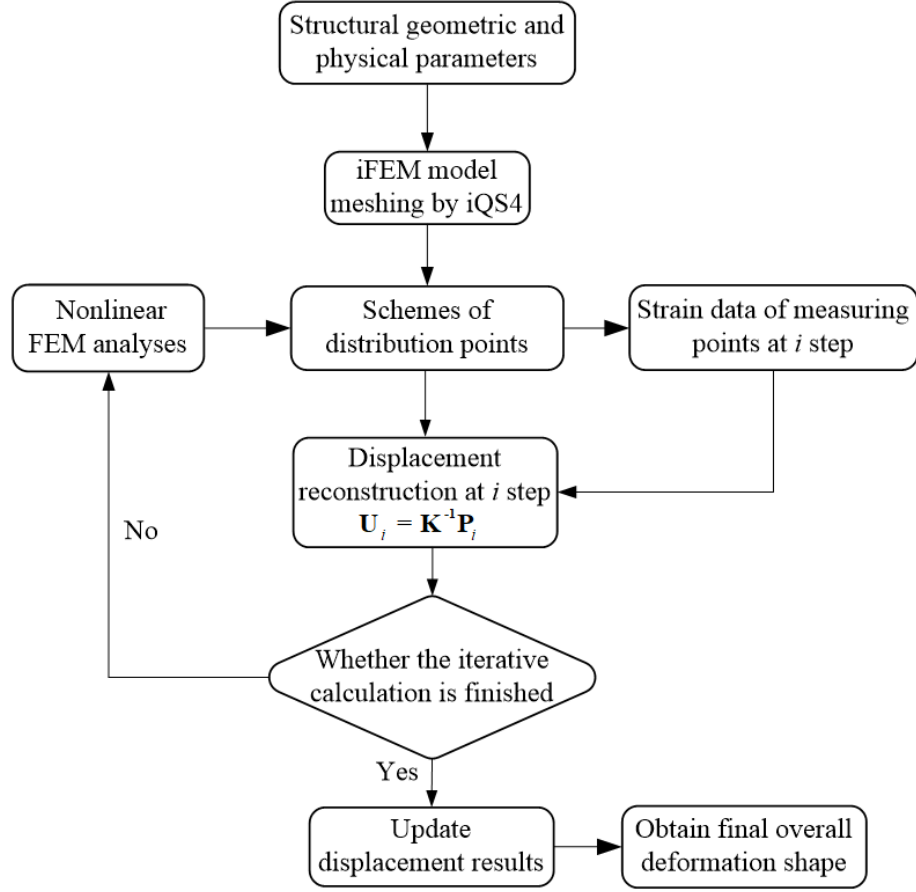 Structural geometric and
physical parameters
iFEM model
meshing by iQS4
Nonlinear
FEM analyses
Schemes of
distribution points
Strain data of measuring
points at i step
Displacement
reconstruction at i step
U_i = K^-1 P_i
No
Whether the iterative
calculation is finished
Yes
Update
displacement results
Obtain final overall
deformation shape